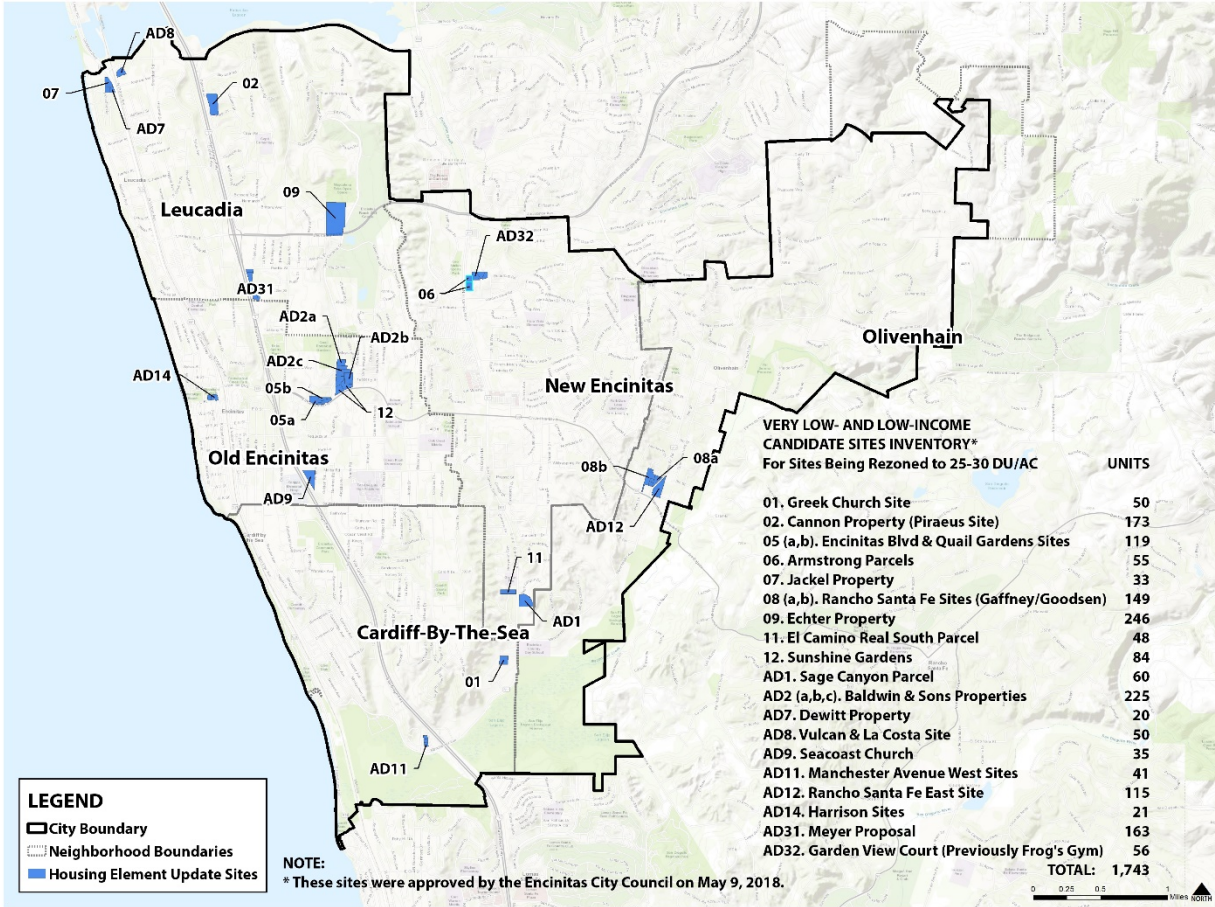 AD8
07
02
AD7
09
Leucadia
AD32
06
AD31
AD2a
AD2b
AD2c
Olivenhain
AD14
05b
05a
12
New Encinitas
Old Encinitas
08b
08a
AD9
AD12
11
AD1
Cardiff-By-The-Sea
01
AD11
VERY LOW- AND LOW-INCOME
CANDIDATE SITES INVENTORY*
For Sites Being Rezoned to 25-30 DU/AC UNITS
01. Greek Church Site 50
02. Cannon Property (Piraeus Site) 173
05 (a,b). Encinitas Blvd & Quail Gardens Sites 119
06. Armstrong Parcels 55
07. Jackel Property 33
08 (a,b). Rancho Santa Fe Sites (Gaffney/Goodsen) 149
09. Echter Property 246
11. El Camino Real South Parcel 48
12. Sunshine Gardens 84
AD1. Sage Canyon Parcel 60
AD2 (a,b,c). Baldwin & Sons Properties 225
AD7. Dewitt Property 20
AD8. Vulcan & La Costa Site 50
AD9. Seacoast Church 35
AD11. Manchester Avenue West Sites 41
AD12. Rancho Santa Fe East Site 115
AD14. Harrison Sites 21
AD31. Meyer Proposal 163
AD32. Garden View Court (Previously Frog's Gym) 56
TOTAL: 1,743
LEGEND
City Boundary
Neighborhood Boundaries
Housing Element Update Sites
NOTE:
* These sites were approved by the Encinitas City Council on May 9, 2018.
0 0.25 0.5 1
Miles
NORTH